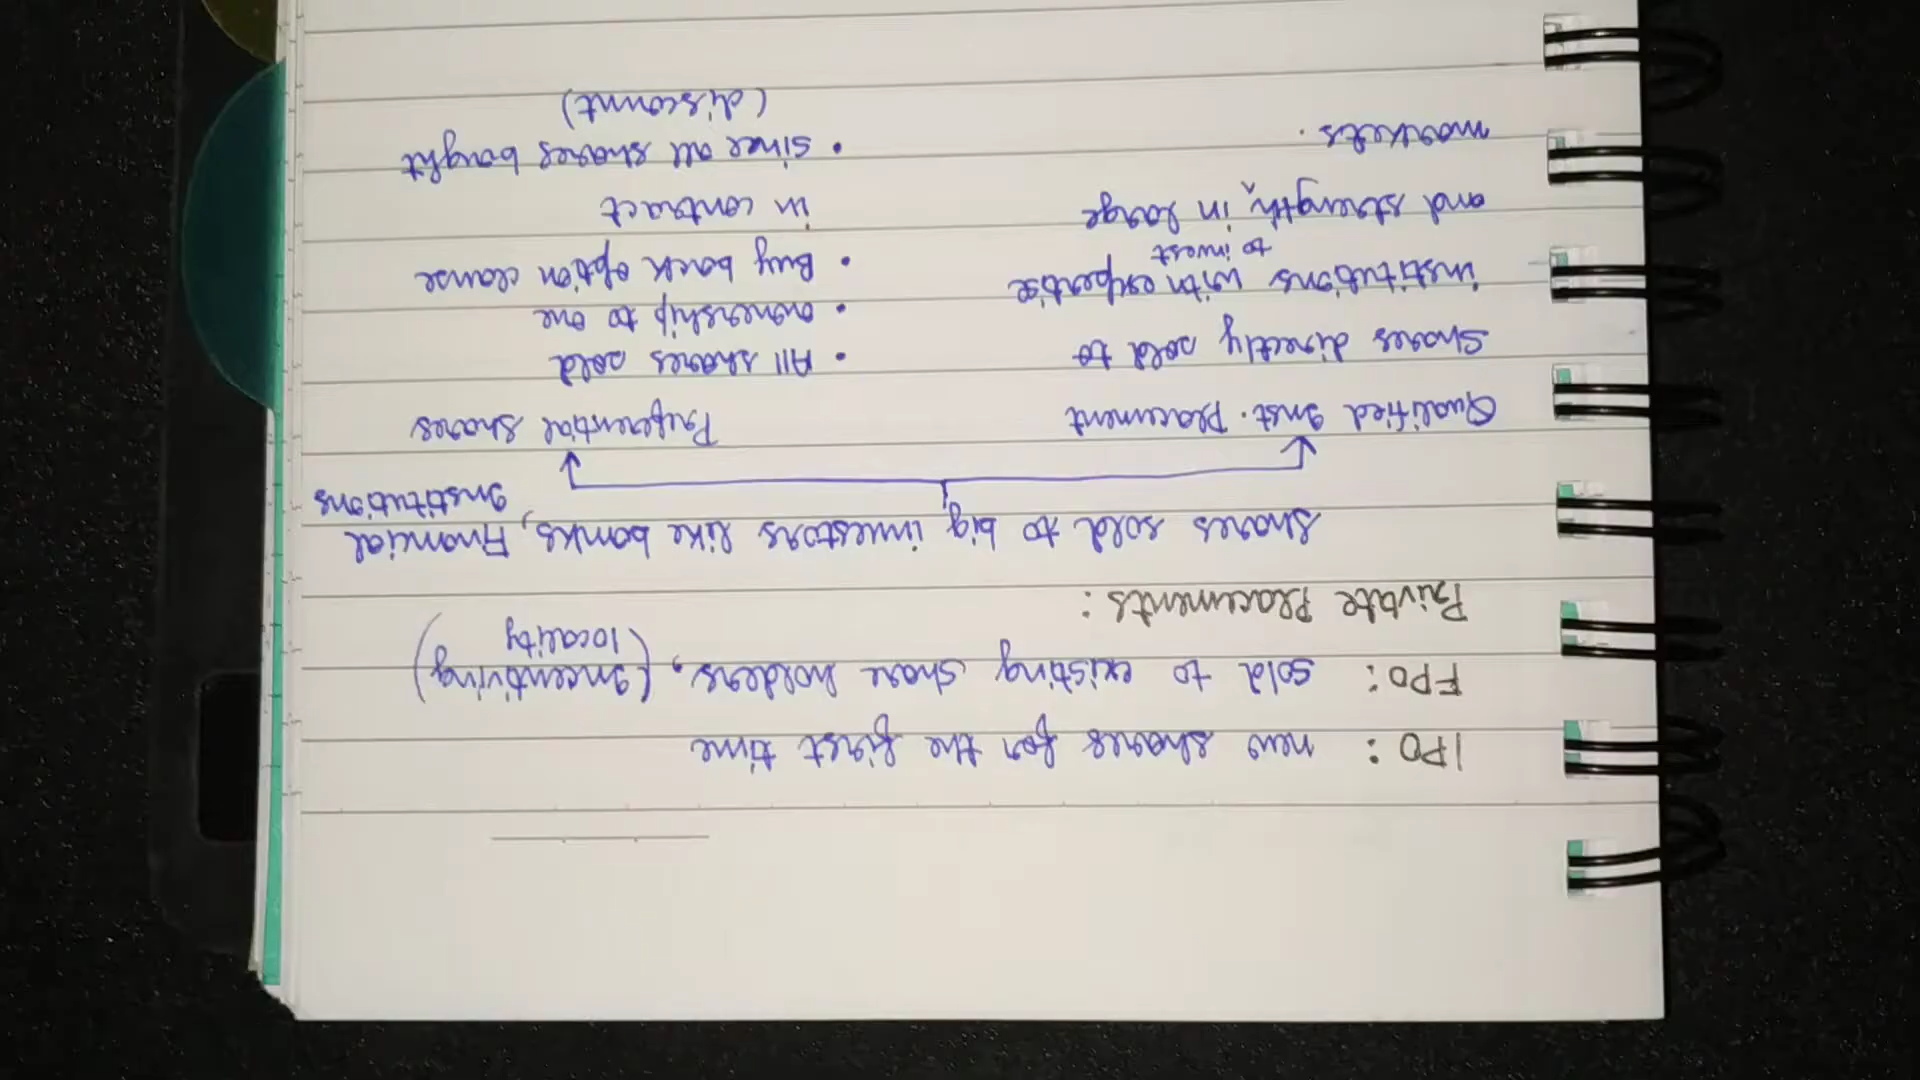 IPO: new shares for the first time
FPO: sold to existing share holders, (Incentiving)
(locality)
Private Placements:
shares sold to big investors like banks, Financial
Institutions
Qualified Inst. Placement
Shares directly sold to
institutions with expertise
to invest
and strength, in large
markets.
Preferential shares
• All shares sold
• ownership to one
• Buy back option clause
in contract
• since all shares bought
(discount)